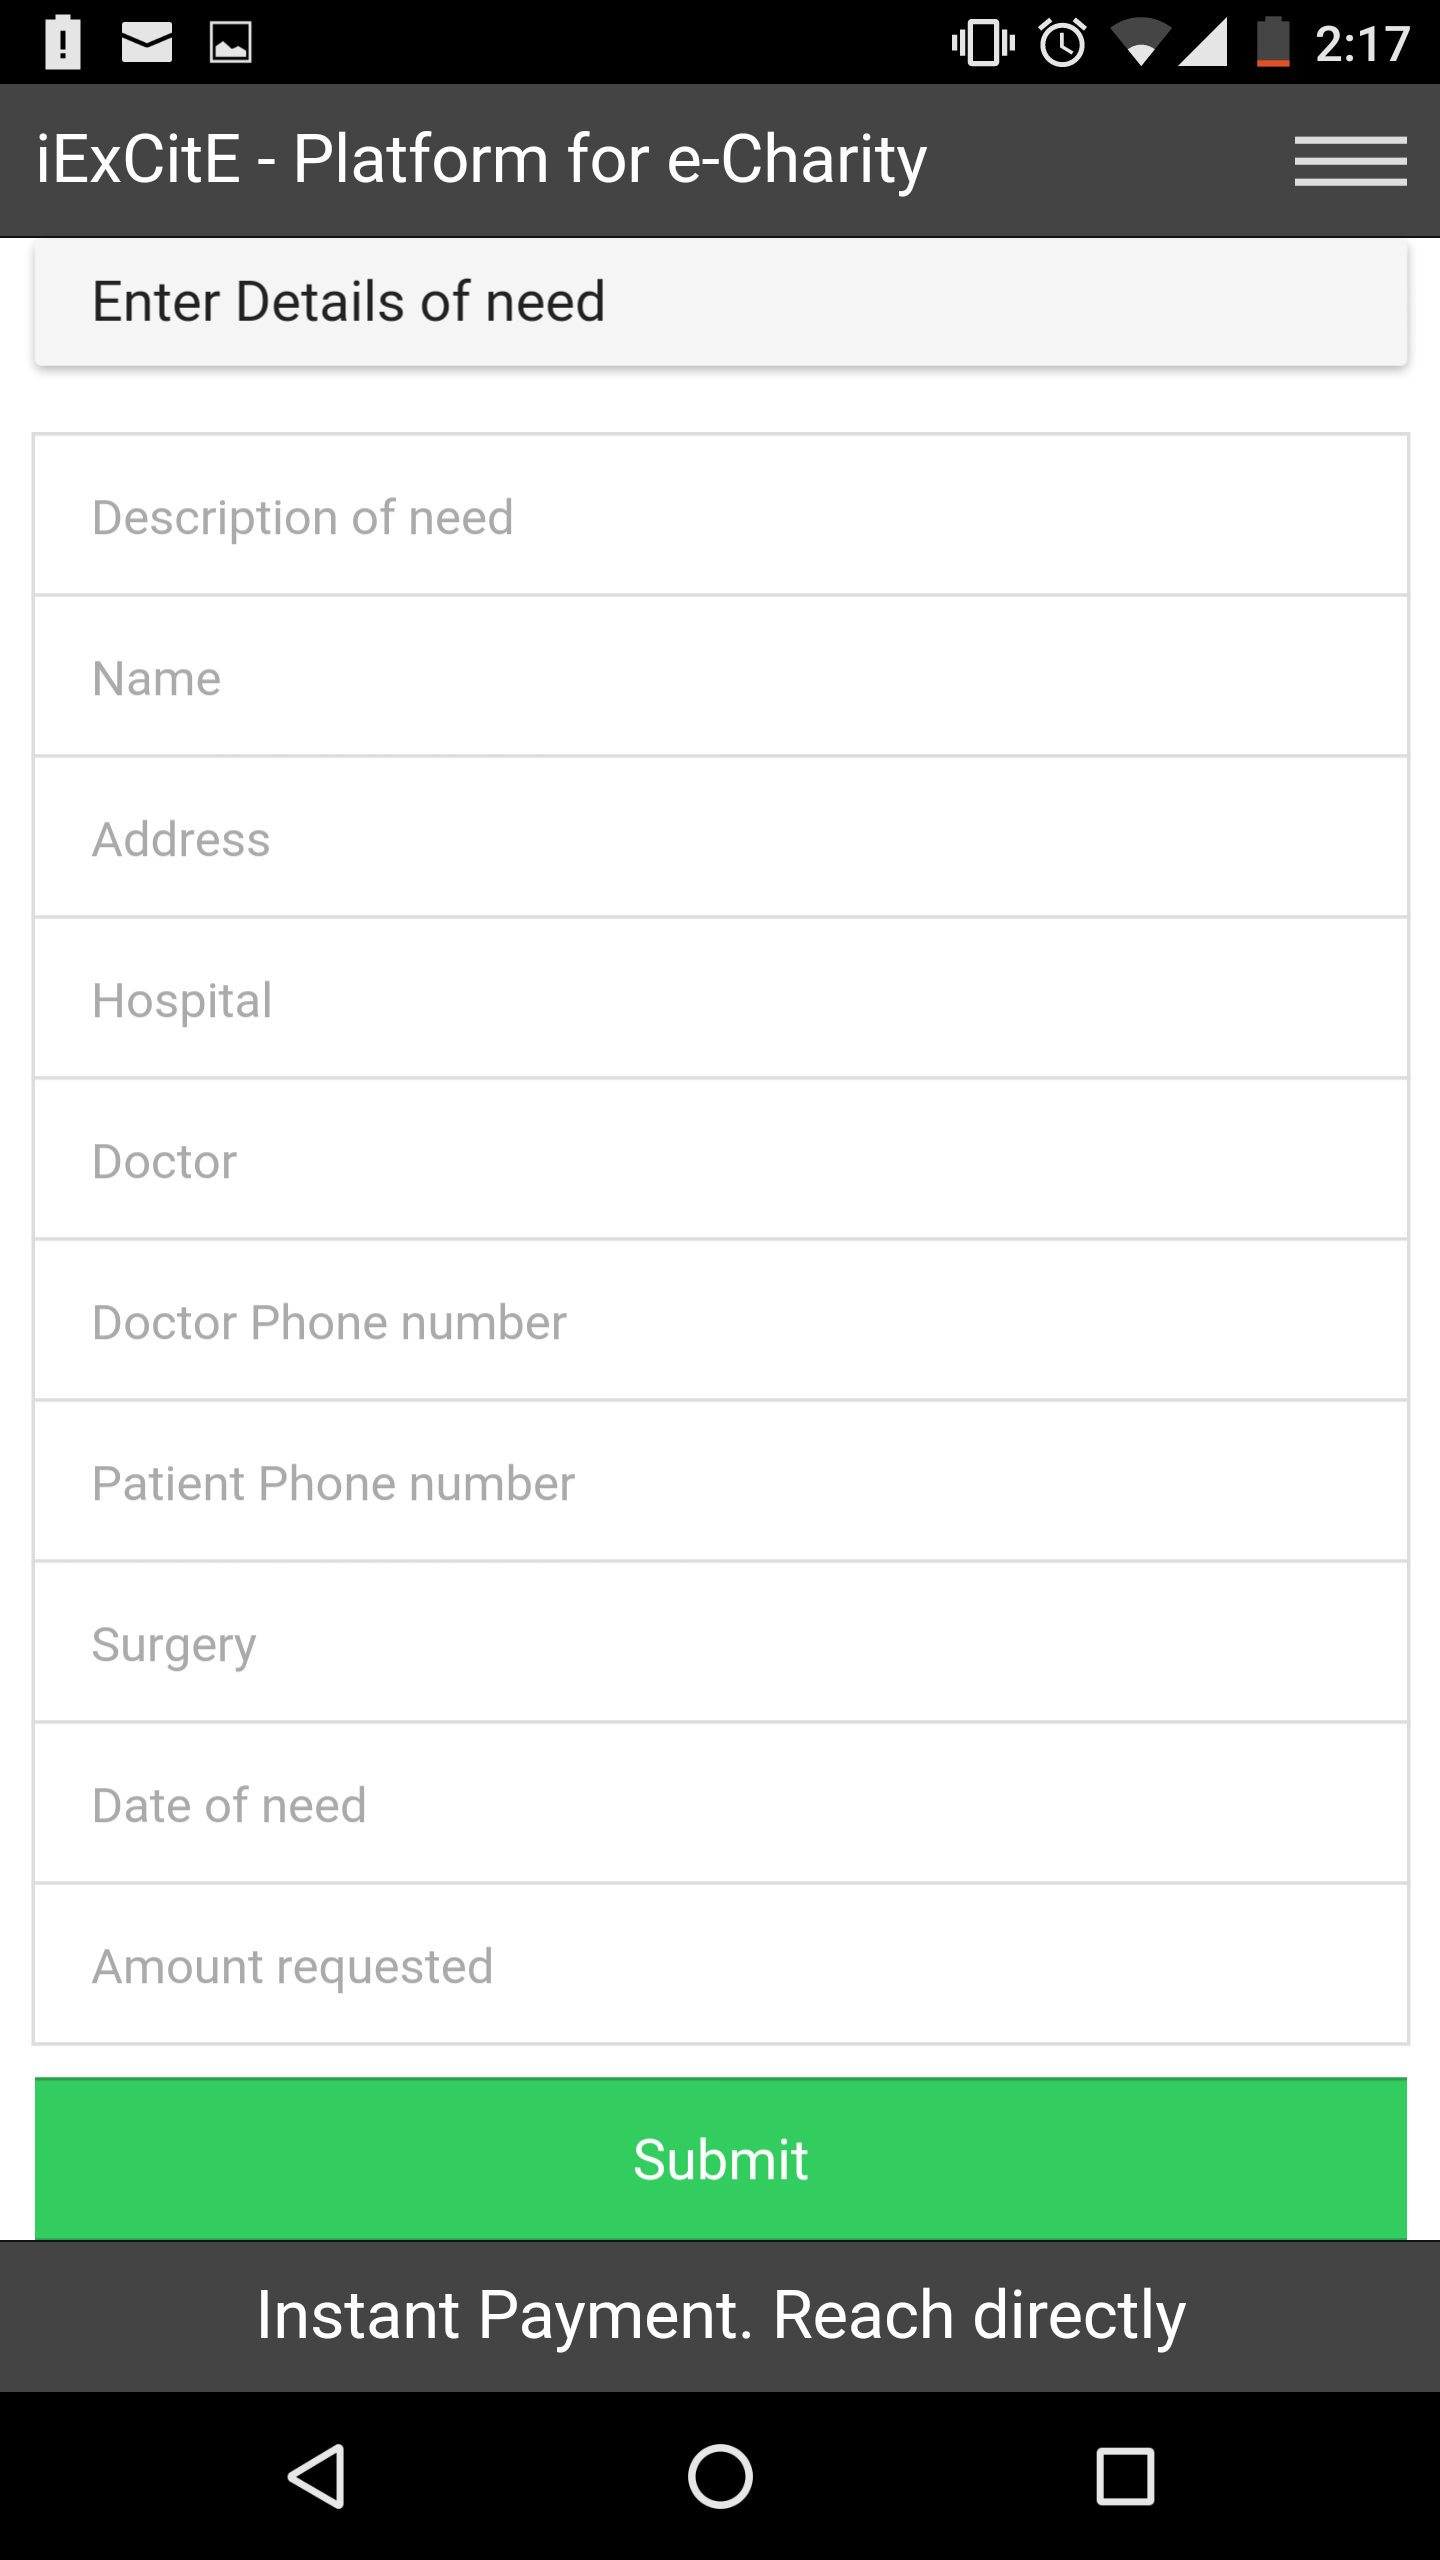 2:17
iExCitE - Platform for e-Charity
Enter Details of need
Description of need
Name
Address
Hospital
Doctor
Doctor Phone number
Patient Phone number
Surgery
Date of need
Amount requested
Submit
Instant Payment. Reach directly